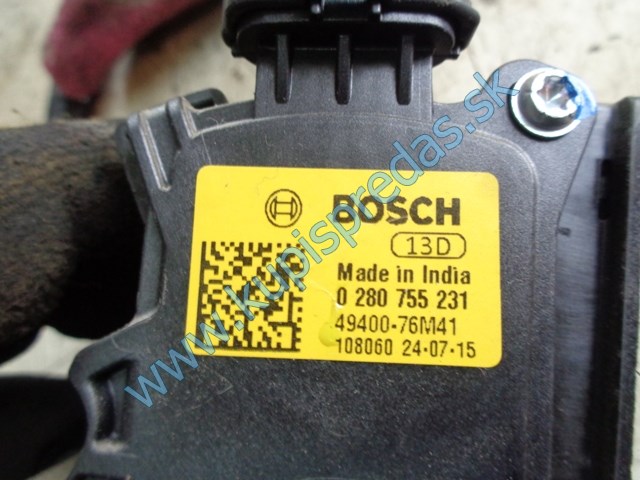 BOSCH
13D
Made in India
0 280 755 231
49400-76M41
108060 24-07-15
www.kupispredas.sk